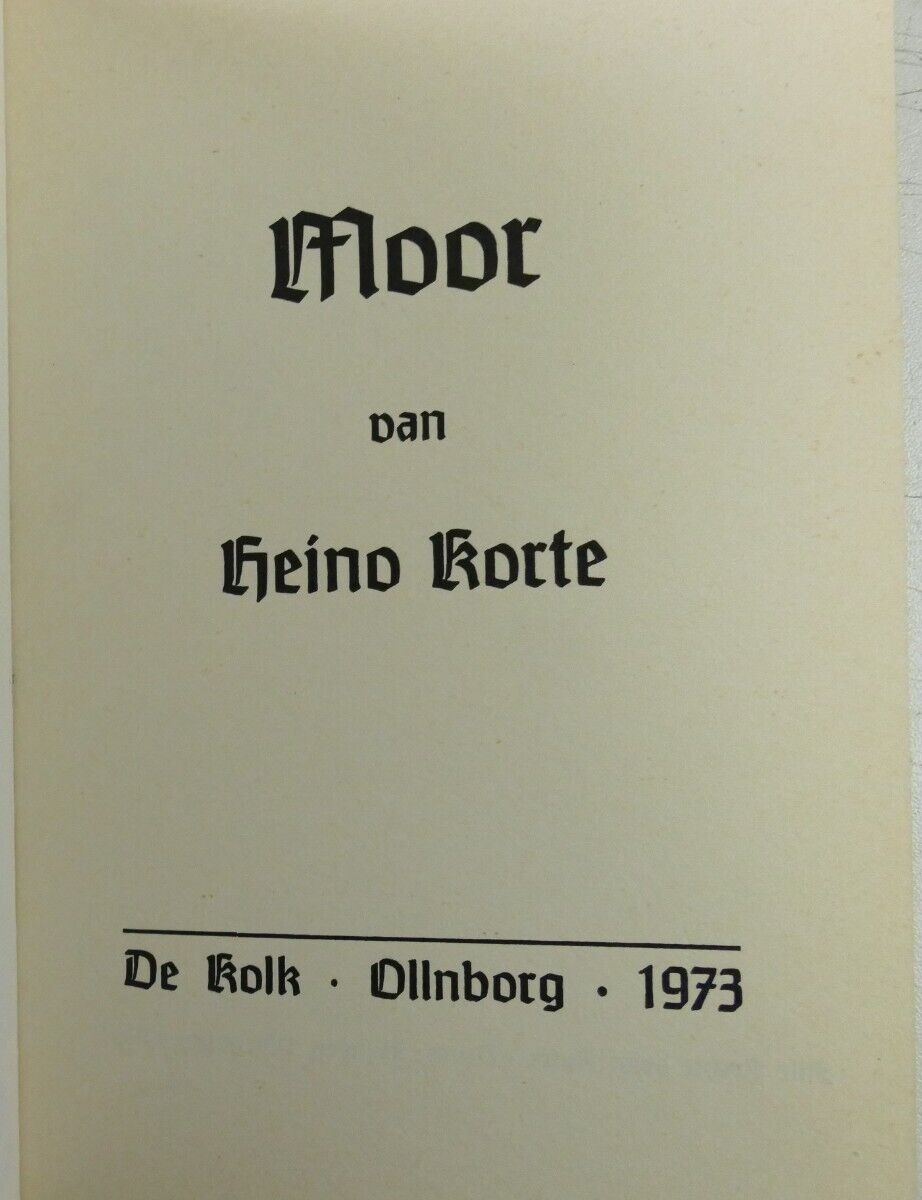 Moor
van
Heino Korte
De Kolk · Ollnborg · 1973